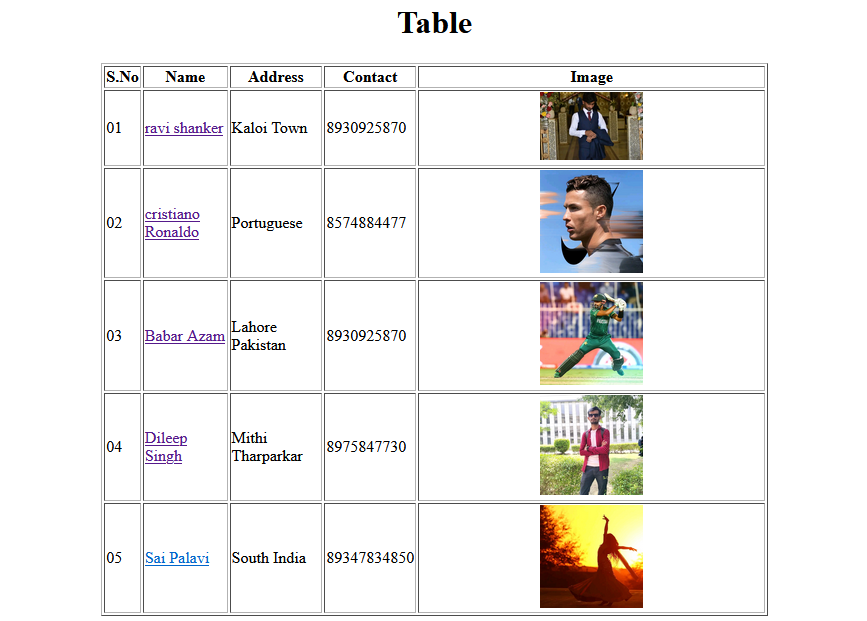 Table
S.No Name Address Contact Image
01 ravi shanker Kaloi Town 8930925870
02 cristiano Ronaldo Portuguese 8574884477
03 Babar Azam Lahore Pakistan 8930925870
04 Dileep Singh Mithi Tharparkar 8975847730
05 Sai Palavi South India 89347834850